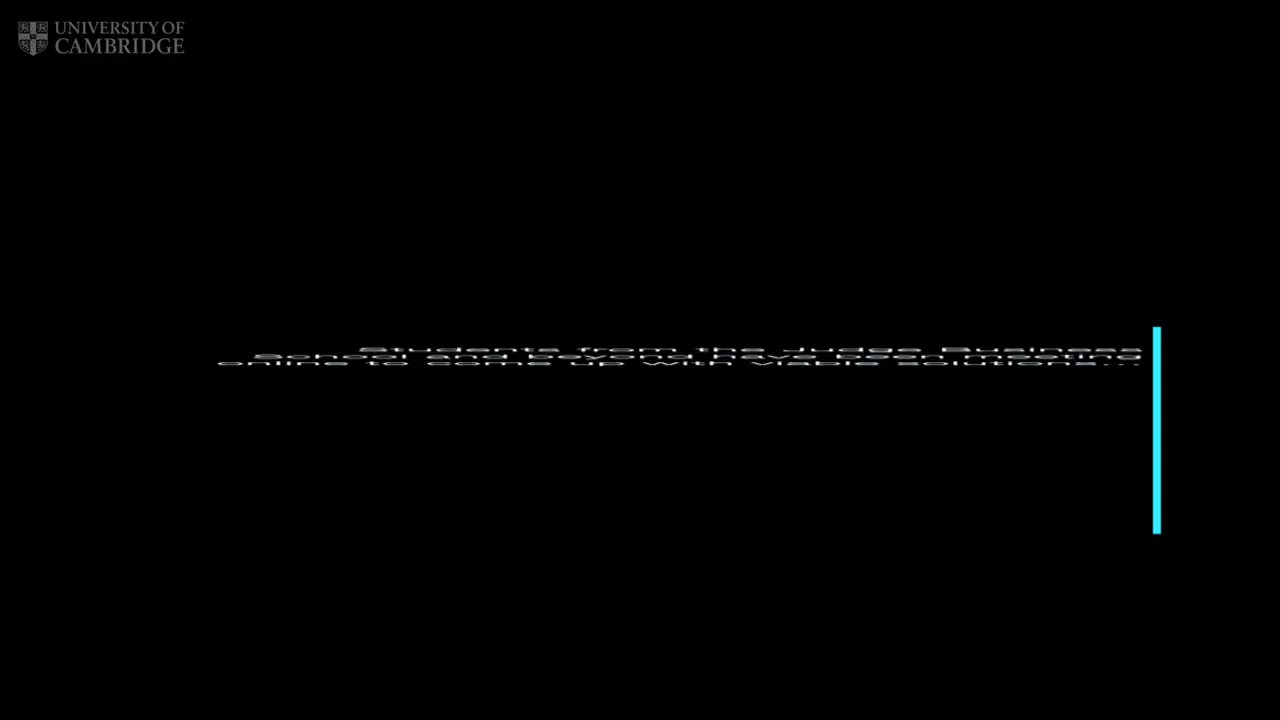 UNIVERSITY OF
CAMBRIDGE
Students from the Judge Business
School and beyond have been meeting
online to come up with viable solutions...